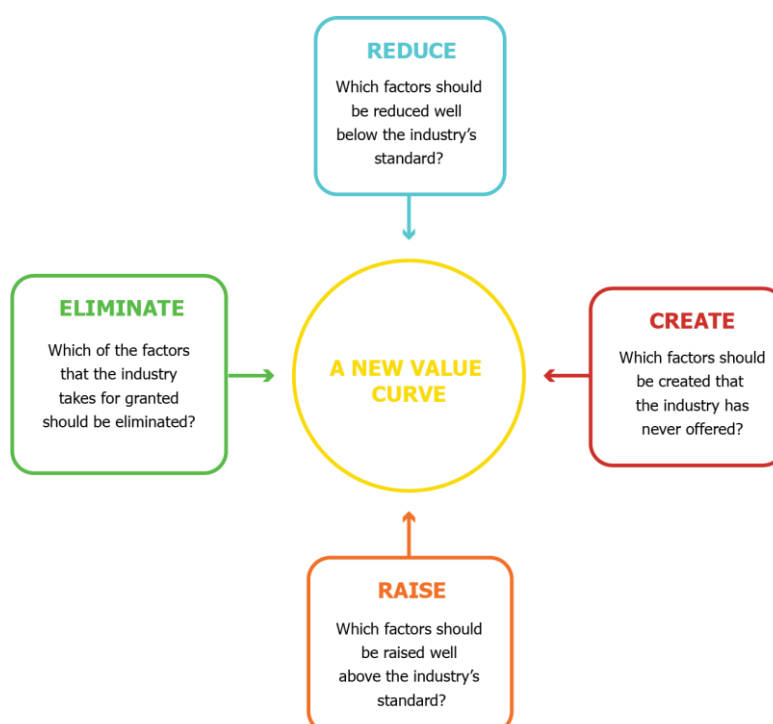 REDUCE
Which factors should
be reduced well
below the industry's
standard?
ELIMINATE
Which of the factors
that the industry
takes for granted
should be eliminated?
A NEW VALUE
CURVE
CREATE
Which factors should
be created that
the industry has
never offered?
RAISE
Which factors should
be raised well
above the industry's
standard?